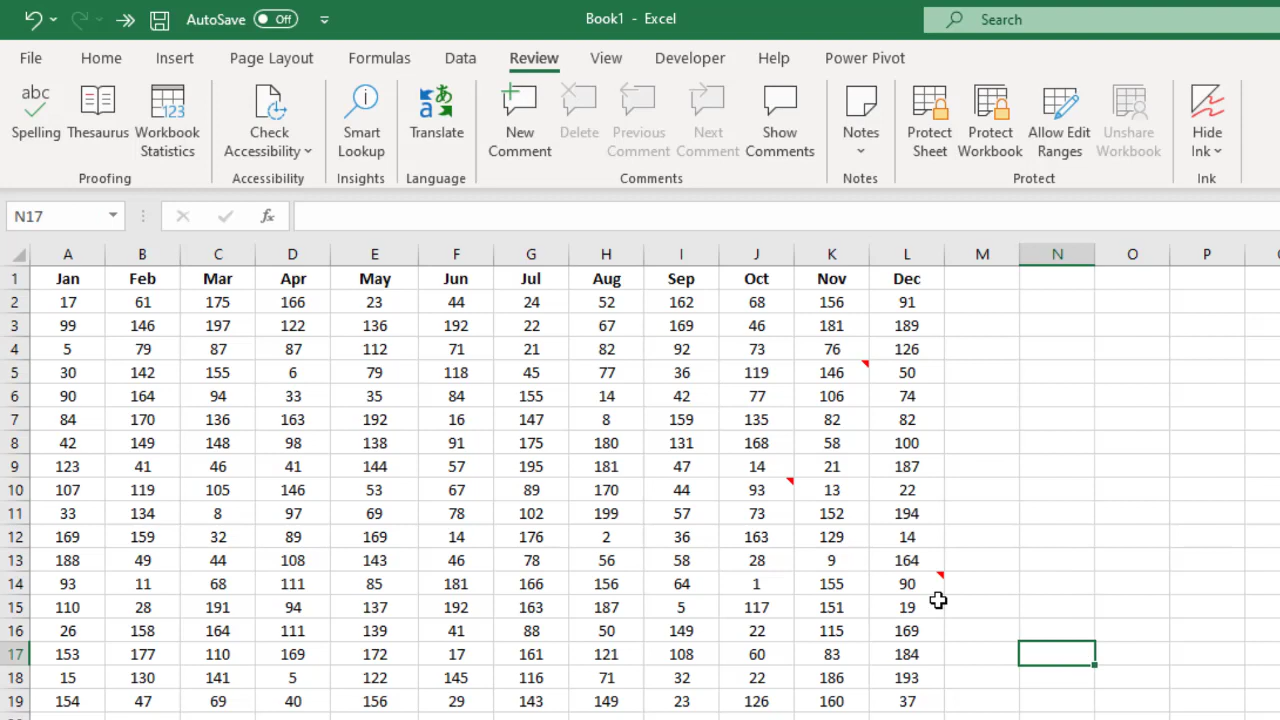 AutoSave Off Book1 - Excel Search
File Home Insert Page Layout Formulas Data Review View Developer Help Power Pivot
abc 123 a あ
Spelling Thesaurus Workbook Statistics Check Accessibility Smart Lookup Translate New Comment Delete Previous Comment Next Comment Show Comments Notes Protect Sheet Protect Workbook Allow Edit Ranges Unshare Workbook Hide Ink
Proofing Accessibility Insights Language Comments Notes Protect Ink
N17 fx
A B C D E F G H I J K L M N O P
1 Jan Feb Mar Apr May Jun Jul Aug Sep Oct Nov Dec
2 17 61 175 166 23 44 24 52 162 68 156 91
3 99 146 197 122 136 192 22 67 169 46 181 189
4 5 79 87 87 112 71 21 82 92 73 76 126
5 30 142 155 6 79 118 45 77 36 119 146 50
6 90 164 94 33 35 84 155 14 42 77 106 74
7 84 170 136 163 192 16 147 8 159 135 82 82
8 42 149 148 98 138 91 175 180 131 168 58 100
9 123 41 46 41 144 57 195 181 47 14 21 187
10 107 119 105 146 53 67 89 170 44 93 13 22
11 33 134 8 97 69 78 102 199 57 73 152 194
12 169 159 32 89 169 14 176 2 36 163 129 14
13 188 49 44 108 143 46 78 56 58 28 9 164
14 93 11 68 111 85 181 166 156 64 1 155 90
15 110 28 191 94 137 192 163 187 5 117 151 19
16 26 158 164 111 139 41 88 50 149 22 115 169
17 153 177 110 169 172 17 161 121 108 60 83 184
18 15 130 141 5 122 145 116 71 32 22 186 193
19 154 47 69 40 156 29 143 149 23 126 160 37